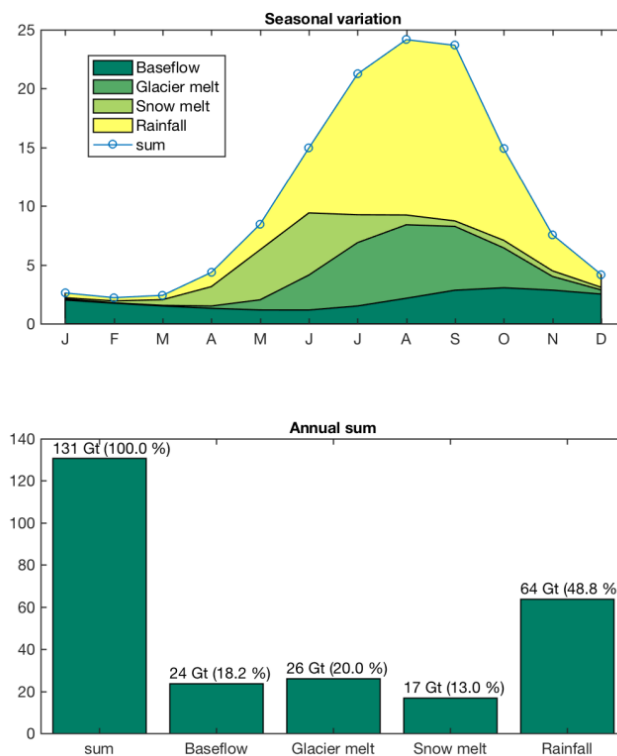 Seasonal variation
25
20
15
10
5
0
Baseflow
Glacier melt
Snow melt
Rainfall
sum
J F M A M J J A S O N D
Annual sum
140
120
100
80
60
40
20
0
131 Gt (100.0 %)
24 Gt (18.2 %)
26 Gt (20.0 %)
17 Gt (13.0 %)
64 Gt (48.8 %
sum Baseflow Glacier melt Snow melt Rainfall